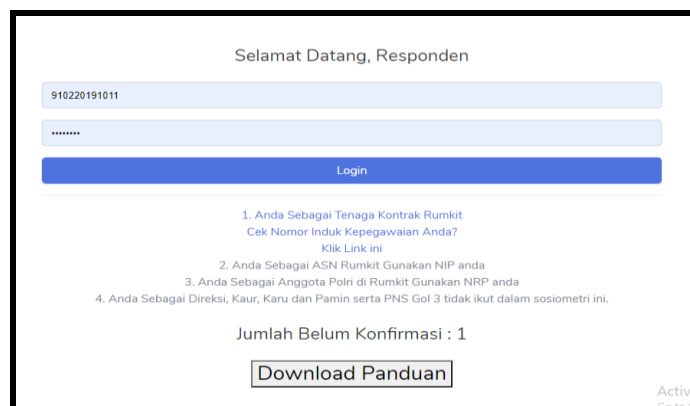 Selamat Datang, Responden
910220191011
••••••••
Login
1. Anda Sebagai Tenaga Kontrak Rumkit
Cek Nomor Induk Kepegawaian Anda?
Klik Link ini
2. Anda Sebagai ASN Rumkit Gunakan NIP anda
3. Anda Sebagai Anggota Polri di Rumkit Gunakan NRP anda
4. Anda Sebagai Direksi, Kaur, Karu dan Pamin serta PNS Gol 3 tidak ikut dalam sosiometri ini.
Jumlah Belum Konfirmasi : 1
Download Panduan
Activ